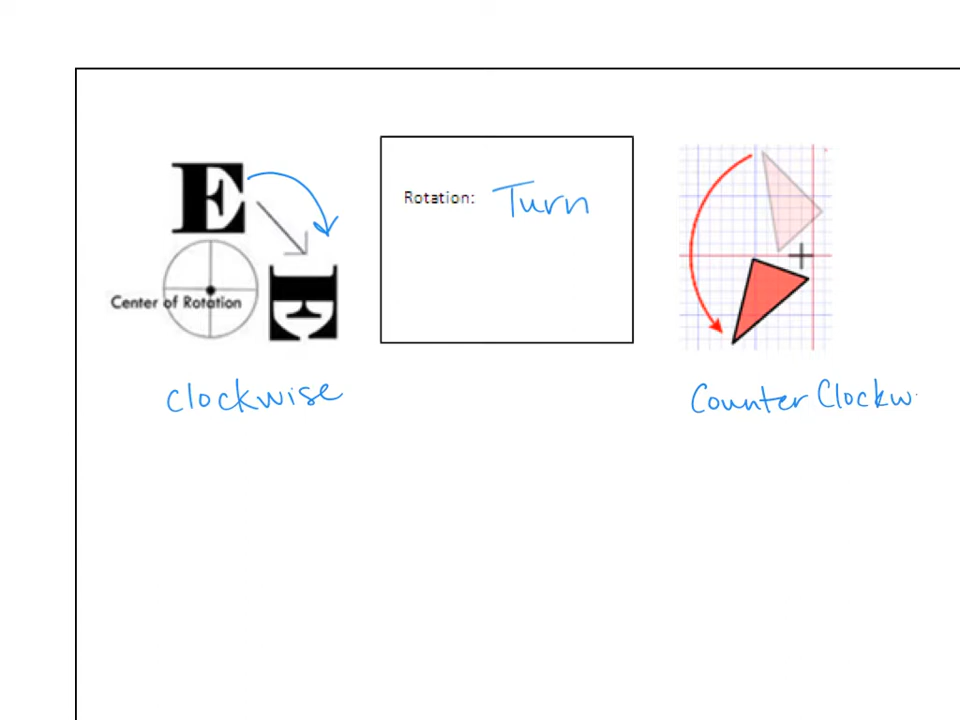 E
Rotation: Turn
Center of Rotation
E
clockwise
Counter Clockw